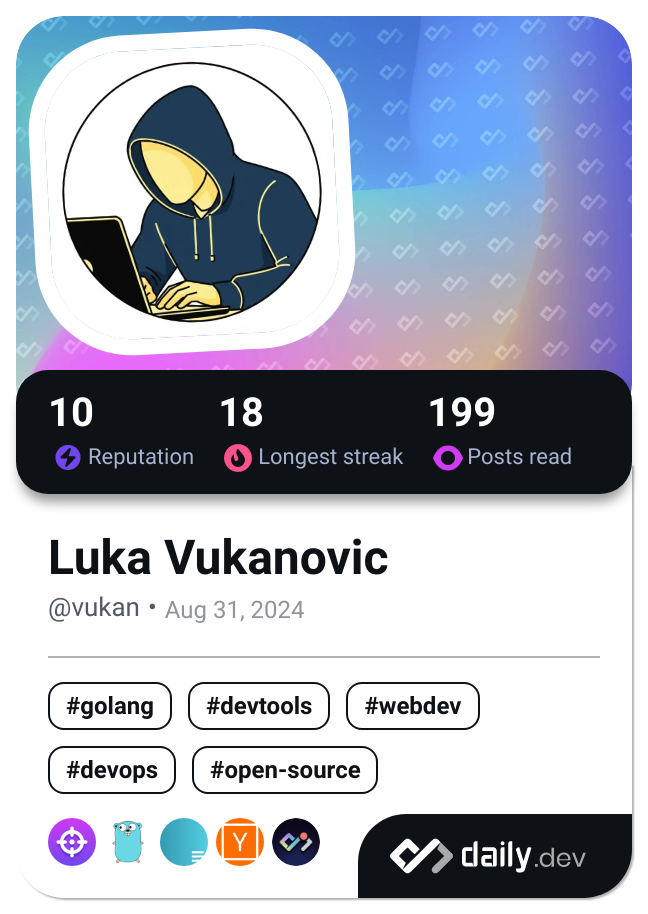 10 18 199
Reputation Longest streak Posts read
Luka Vukanovic
@vukan • Aug 31, 2024
#golang #devtools #webdev
#devops #open-source
Y
daily.dev